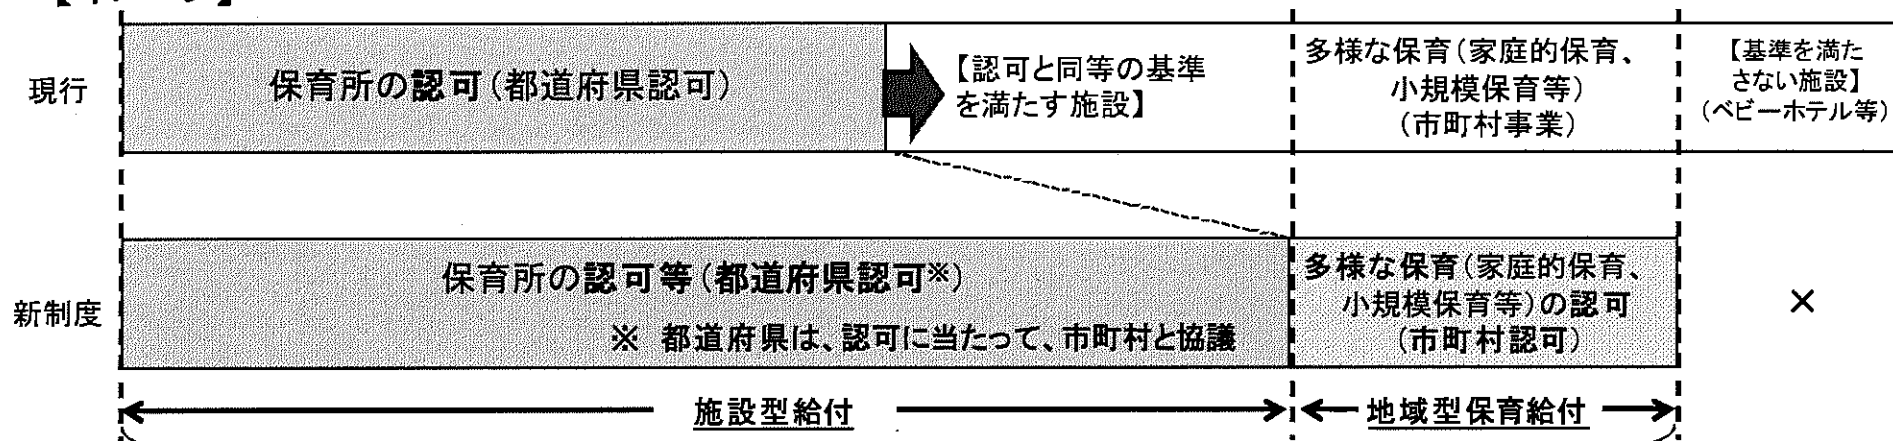 現行
保育所の認可(都道府県認可)
【認可と同等の基準
を満たす施設】
多様な保育(家庭的保育、
小規模保育等)
(市町村事業)
【基準を満た
さない施設】
(ベビーホテル等)
新制度
保育所の認可等(都道府県認可※)
※ 都道府県は、認可に当たって、市町村と協議
多様な保育(家庭的保育、
小規模保育等)の認可
(市町村認可)
×
施設型給付
地域型保育給付